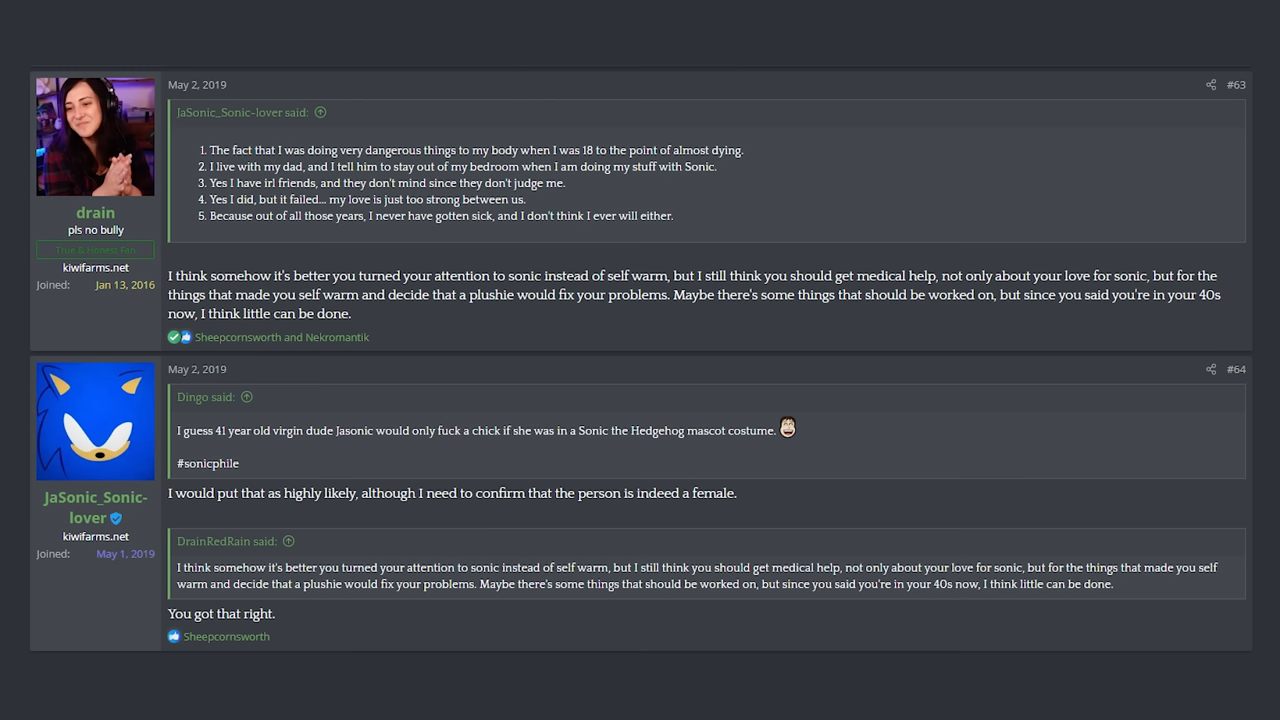 May 2, 2019
#63
JaSonic_Sonic-lover said:
1. The fact that I was doing very dangerous things to my body when I was 18 to the point of almost dying.
2. I live with my dad, and I tell him to stay out of my bedroom when I am doing my stuff with Sonic.
3. Yes I have irl friends, and they don't mind since they don't judge me.
4. Yes I did, but it failed... my love is just too strong between us.
5. Because out of all those years, I never have gotten sick, and I don't think I ever will either.
drain
pls no bully
True & Honest Fan
kiwifarms.net
Joined: Jan 13, 2016
I think somehow it's better you turned your attention to sonic instead of self warm, but I still think you should get medical help, not only about your love for sonic, but for the
things that made you self warm and decide that a plushie would fix your problems. Maybe there's some things that should be worked on, but since you said you're in your 40s
now, I think little can be done.
Sheepcornsworth and Nekromantik
May 2, 2019
#64
Dingo said:
I guess 41 year old virgin dude Jasonic would only fuck a chick if she was in a Sonic the Hedgehog mascot costume.
#sonicphile
JaSonic_Sonic-
lover
kiwifarms.net
Joined: May 1, 2019
I would put that as highly likely, although I need to confirm that the person is indeed a female.
DrainRedRain said:
I think somehow it's better you turned your attention to sonic instead of self warm, but I still think you should get medical help, not only about your love for sonic, but for the things that made you self
warm and decide that a plushie would fix your problems. Maybe there's some things that should be worked on, but since you said you're in your 40s now, I think little can be done.
You got that right.
Sheepcornsworth